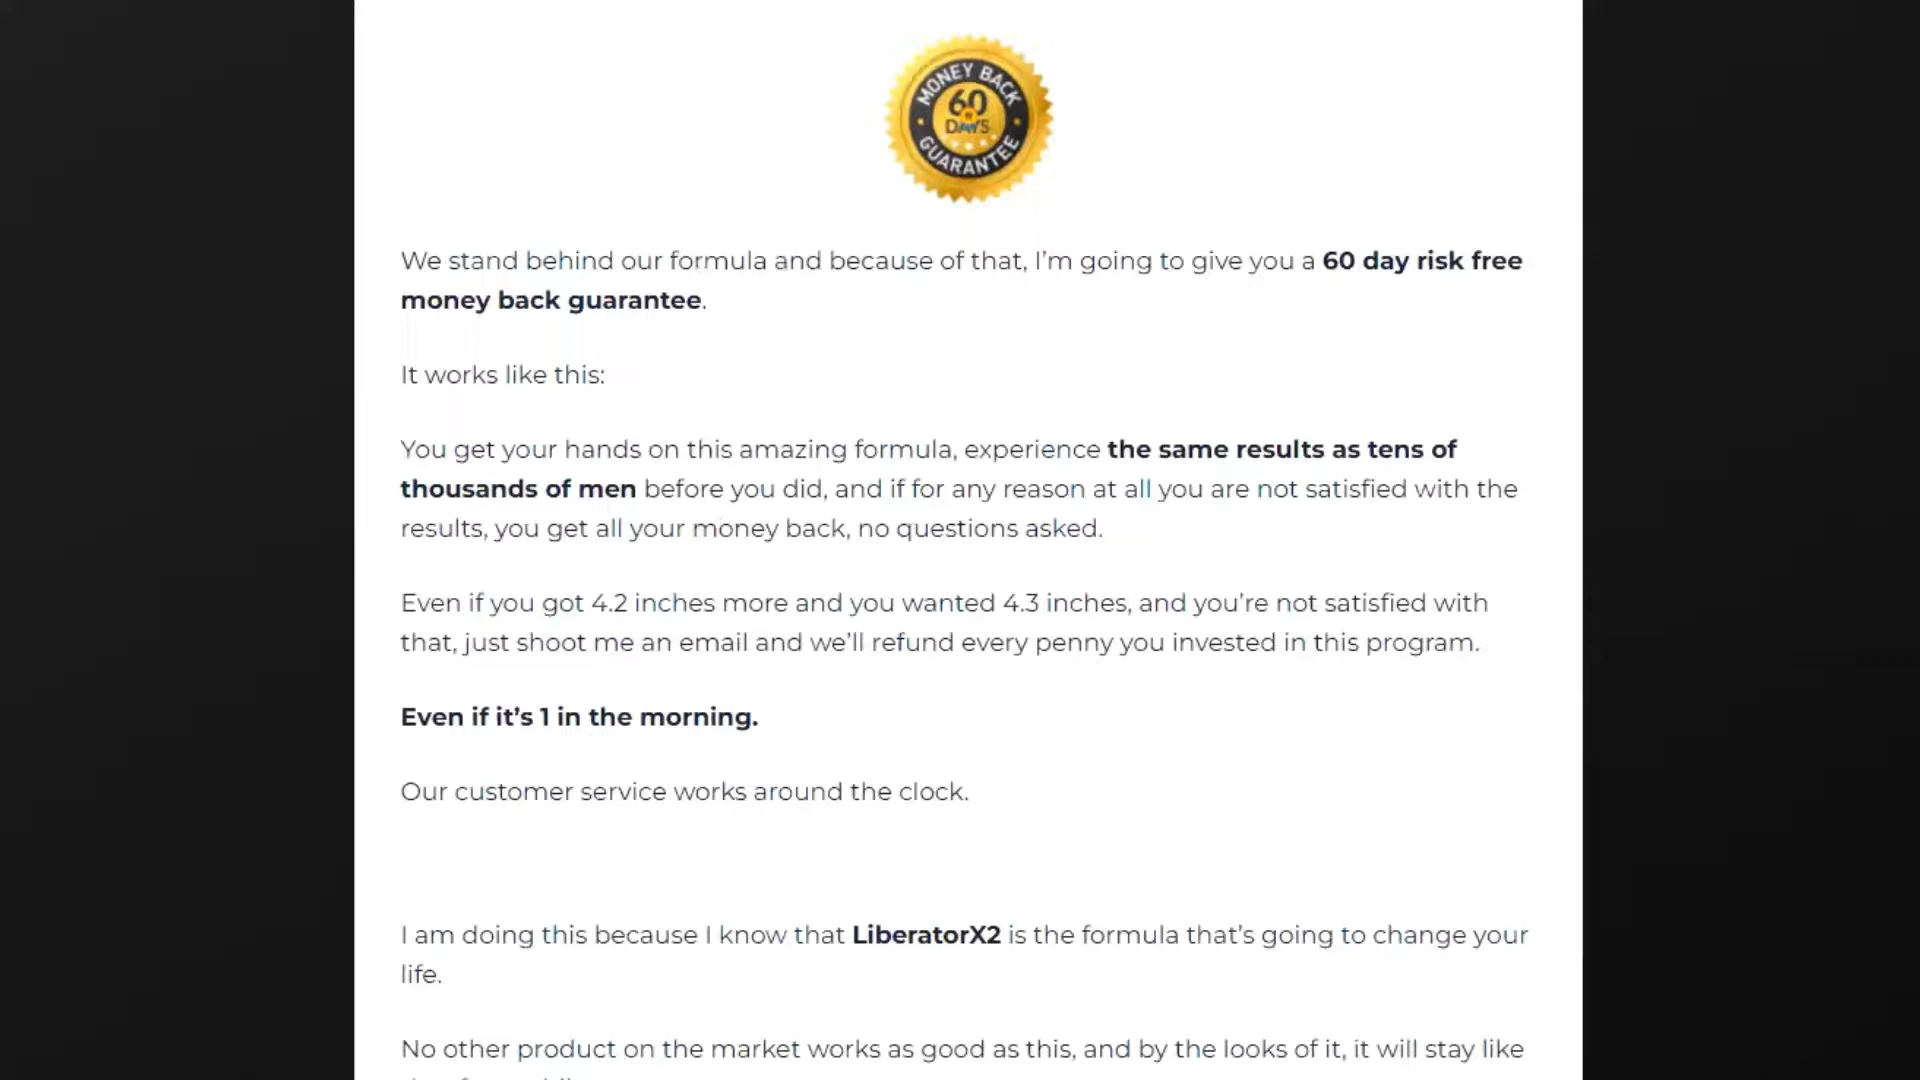 MONEY BACK
60
DAYS
GUARANTEE
We stand behind our formula and because of that, I'm going to give you a 60 day risk free
money back guarantee.
It works like this:
You get your hands on this amazing formula, experience the same results as tens of
thousands of men before you did, and if for any reason at all you are not satisfied with the
results, you get all your money back, no questions asked.
Even if you got 4.2 inches more and you wanted 4.3 inches, and you're not satisfied with
that, just shoot me an email and we'll refund every penny you invested in this program.
Even if it's 1 in the morning.
Our customer service works around the clock.
I am doing this because I know that LiberatorX2 is the formula that's going to change your
life.
No other product on the market works as good as this, and by the looks of it, it will stay like